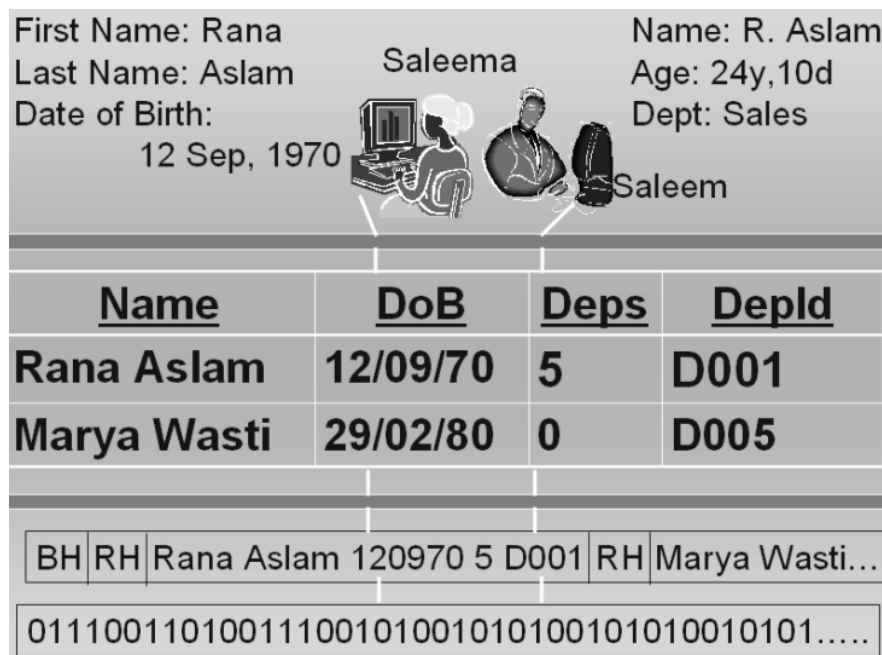 First Name: Rana
Last Name: Aslam
Date of Birth:
12 Sep, 1970
Saleema
Name: R. Aslam
Age: 24y,10d
Dept: Sales
Saleem
Name DoB Deps DepId
Rana Aslam 12/09/70 5 D001
Marya Wasti 29/02/80 0 D005
BH RH Rana Aslam 120970 5 D001 RH Marya Wasti...
0111001101001110010100101010010101001010​1.....